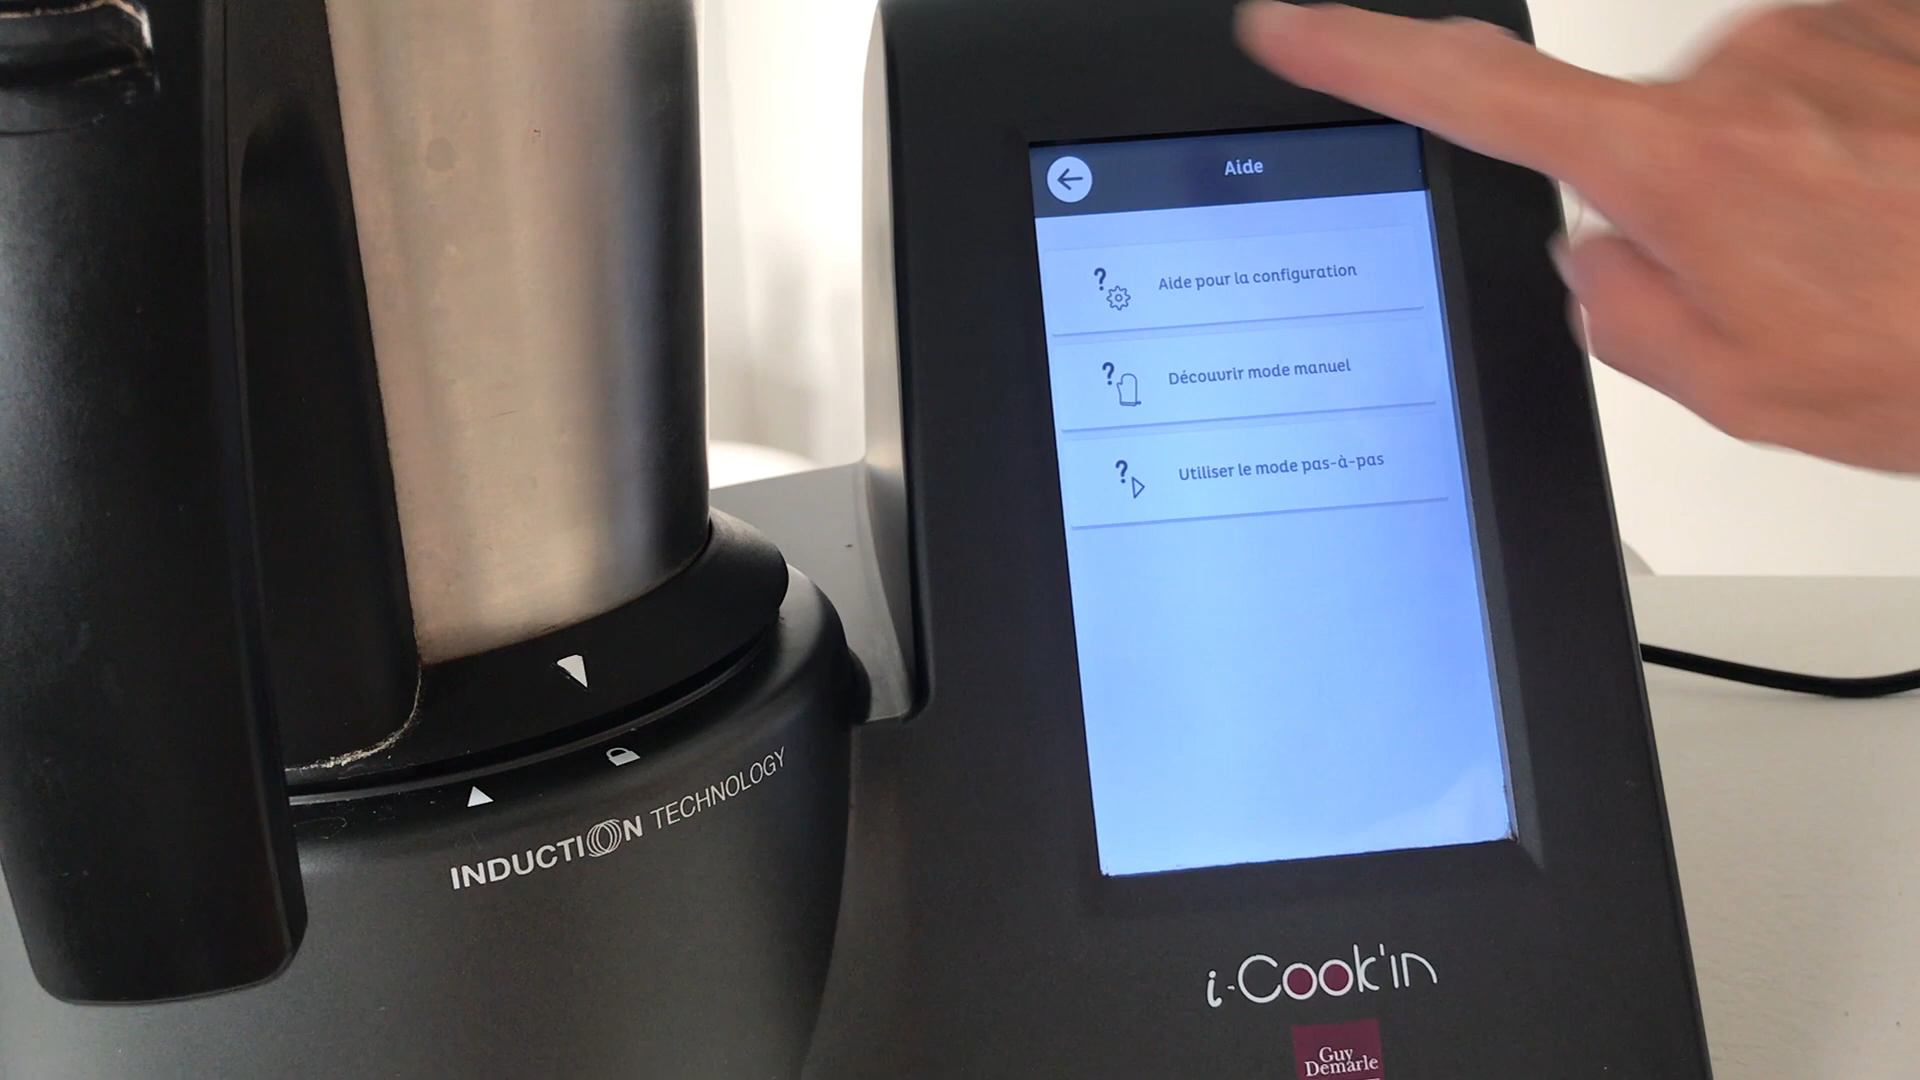 Aide
? Aide pour la configuration
? Découvrir mode manuel
? Utiliser le mode pas-à-pas
INDUCTION TECHNOLOGY
i-Cook'in
Guy
Demarle